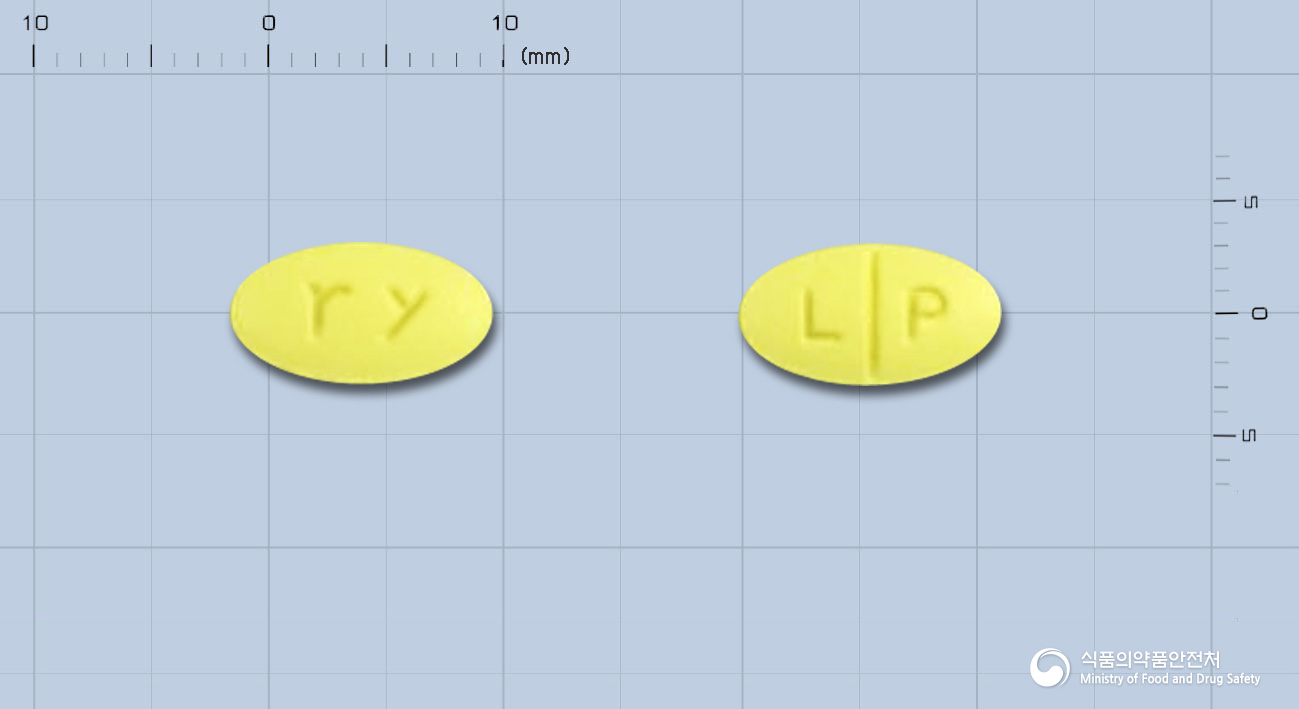 10 0 10 (mm)
ry
L P
5
0
5
식품의약품안전처
Ministry of Food and Drug Safety